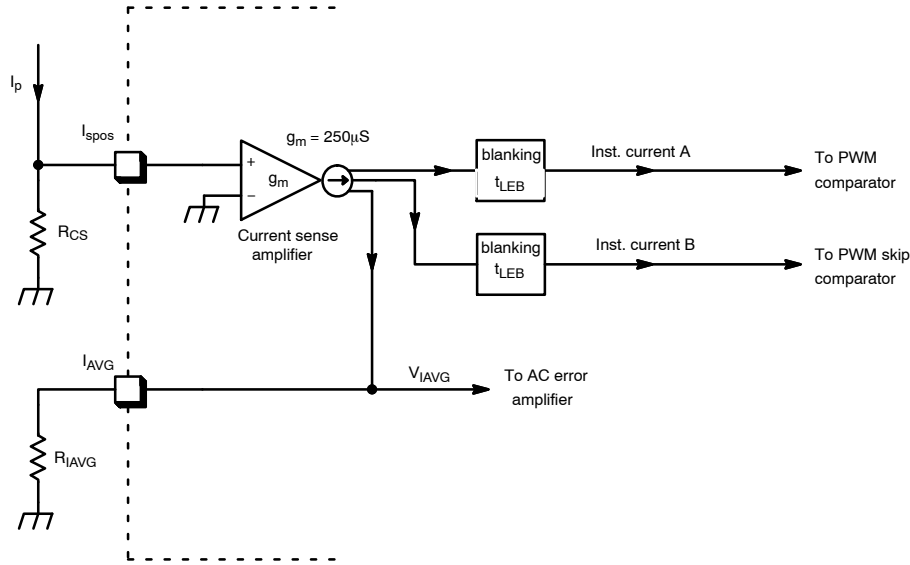 Ip
Ispos
gm = 250μS
+
gm
−
Current sense
amplifier
RCS
blanking
tLEB
Inst. current A
To PWM
comparator
blanking
tLEB
Inst. current B
To PWM skip
comparator
IAVG
VIAVG
To AC error
amplifier
RIAVG